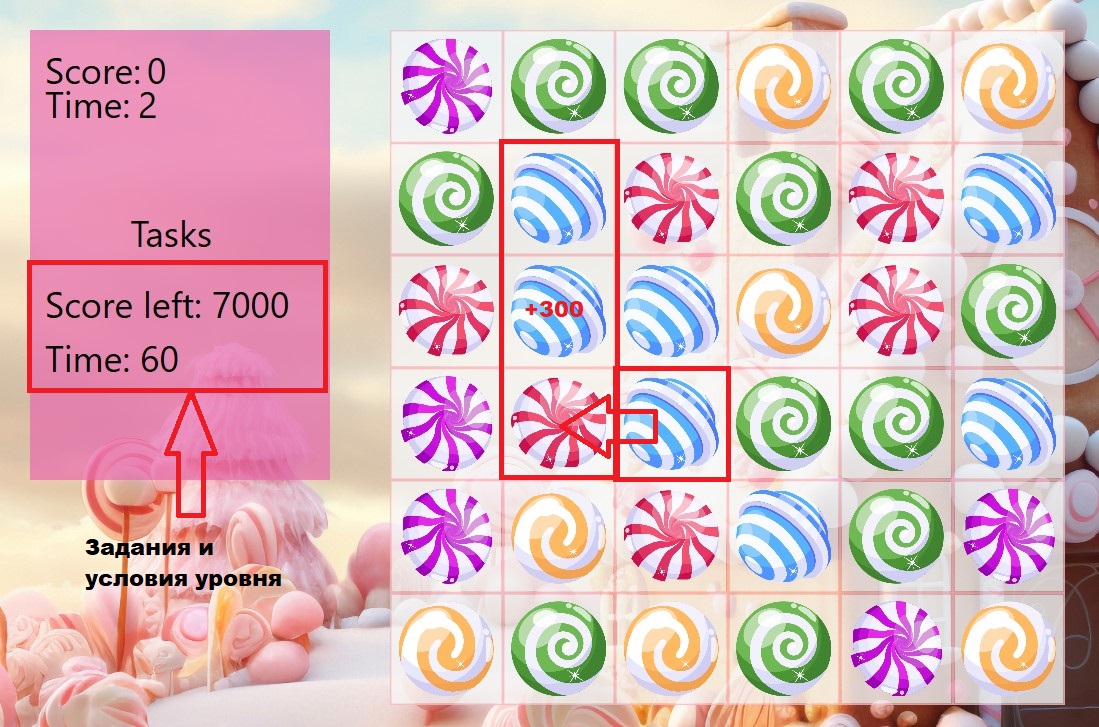 Score: 0
Time: 2
Tasks
Score left: 7000
Time: 60
Задания и
условия уровня
+300